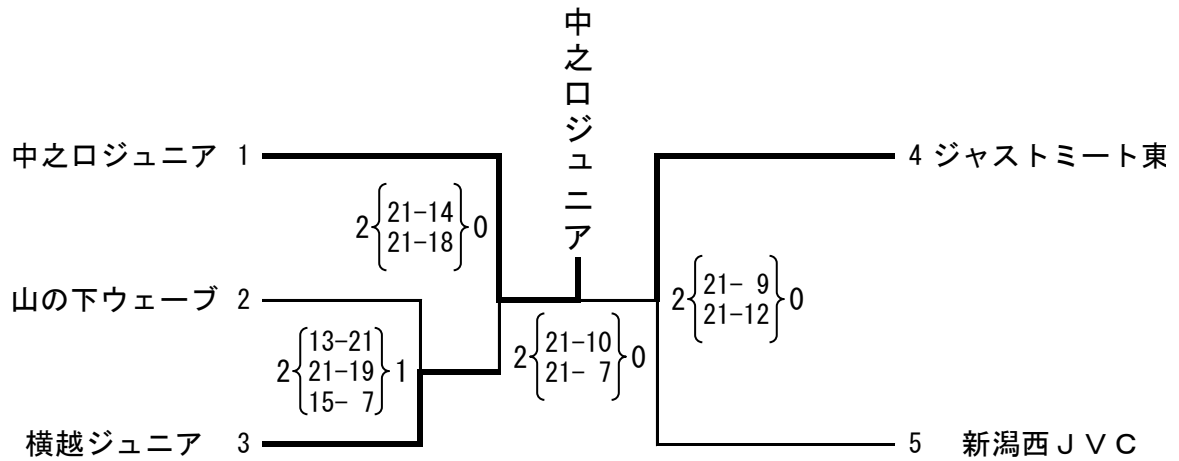 中之口ジュニア
中之口ジュニア 1
4 ジャストミート東
2 21-14 0
21-18
山の下ウェーブ 2
2 21- 9 0
21-12
2 13-21 1
21-19
15- 7
2 21-10 0
21- 7
横越ジュニア 3
5 新潟西ＪＶＣ